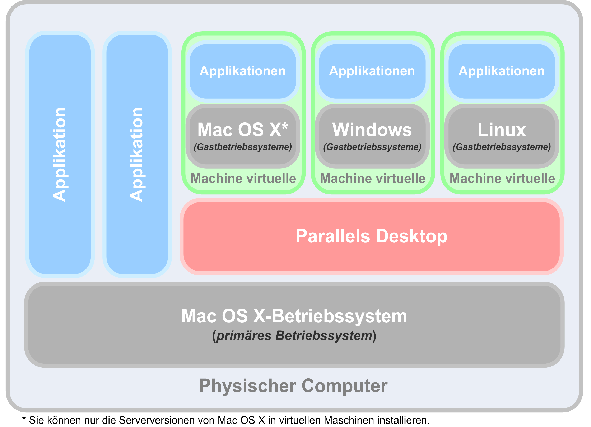 Applikation
Applikation
Applikationen
Applikationen
Applikationen
Mac OS X*
(Gastbetriebssysteme)
Windows
(Gastbetriebssysteme)
Linux
(Gastbetriebssysteme)
Machine virtuelle
Machine virtuelle
Machine virtuelle
Parallels Desktop
Mac OS X-Betriebssystem
(primäres Betriebssystem)
Physischer Computer
* Sie können nur die Serverversionen von Mac OS X in virtuellen Maschinen installieren.